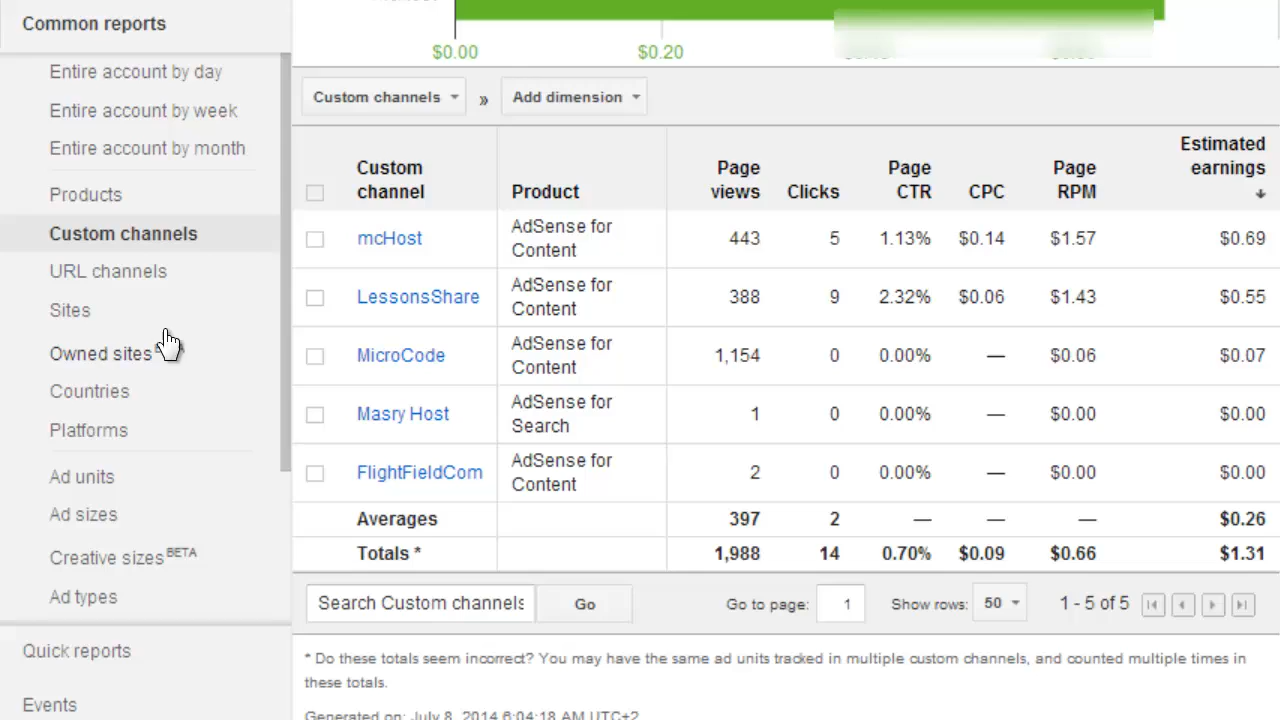 Common reports
Entire account by day
Entire account by week
Entire account by month
Products
Custom channels
URL channels
Sites
Owned sites
Countries
Platforms
Ad units
Ad sizes
Creative sizes BETA
Ad types
Quick reports
Events
$0.00 $0.20
Custom channels » Add dimension
Custom channel Product Page views Clicks Page CTR CPC Page RPM Estimated earnings
mcHost AdSense for Content 443 5 1.13% $0.14 $1.57 $0.69
LessonsShare AdSense for Content 388 9 2.32% $0.06 $1.43 $0.55
MicroCode AdSense for Content 1,154 0 0.00% — $0.06 $0.07
Masry Host AdSense for Search 1 0 0.00% — $0.00 $0.00
FlightFieldCom AdSense for Content 2 0 0.00% — $0.00 $0.00
Averages 397 2 — — — $0.26
Totals * 1,988 14 0.70% $0.09 $0.66 $1.31
Search Custom channels Go Go to page: 1 Show rows: 50 1 - 5 of 5
* Do these totals seem incorrect? You may have the same ad units tracked in multiple custom channels, and counted multiple times in
these totals.
Generated on: July 8, 2014 6:04:18 AM UTC+2